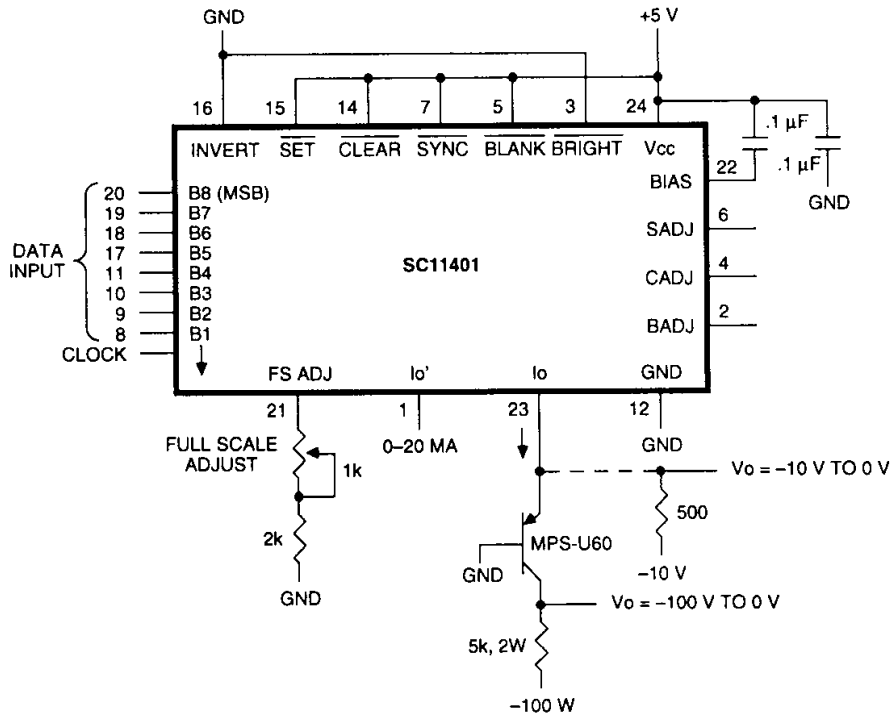 GND
+5 V
16 15 14 7 5 3 24
.1 µF
.1 µF
INVERT SET CLEAR SYNC BLANK BRIGHT Vcc
22
BIAS
GND
20 B8 (MSB)
19 B7
18 B6
17 B5
11 B4
10 B3
9 B2
8 B1
DATA
INPUT
CLOCK
SC11401
6
SADJ
4
CADJ
2
BADJ
FS ADJ Io' Io GND
21 1 23 12
FULL SCALE
ADJUST
1k
0–20 MA
GND
Vo = –10 V TO 0 V
500
–10 V
2k
GND
MPS-U60
GND
Vo = –100 V TO 0 V
5k, 2W
–100 W